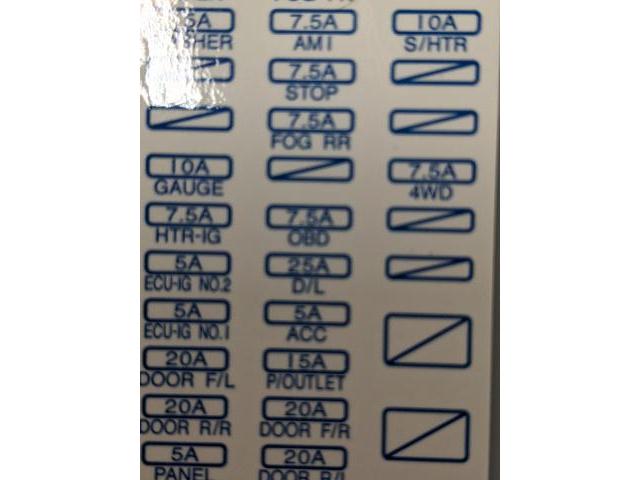 7.5A 10A
AM1 S/HTR
7.5A
STOP
7.5A
FOG RR
10A 7.5A
GAUGE 4WD
7.5A 7.5A
HTR-IG OBD
5A 25A
ECU-IG NO.2 D/L
5A 5A
ECU-IG NO.1 ACC
20A 15A
DOOR F/L P/OUTLET
20A 20A
DOOR R/R DOOR F/R
5A 20A
PANEL DOOR R/L